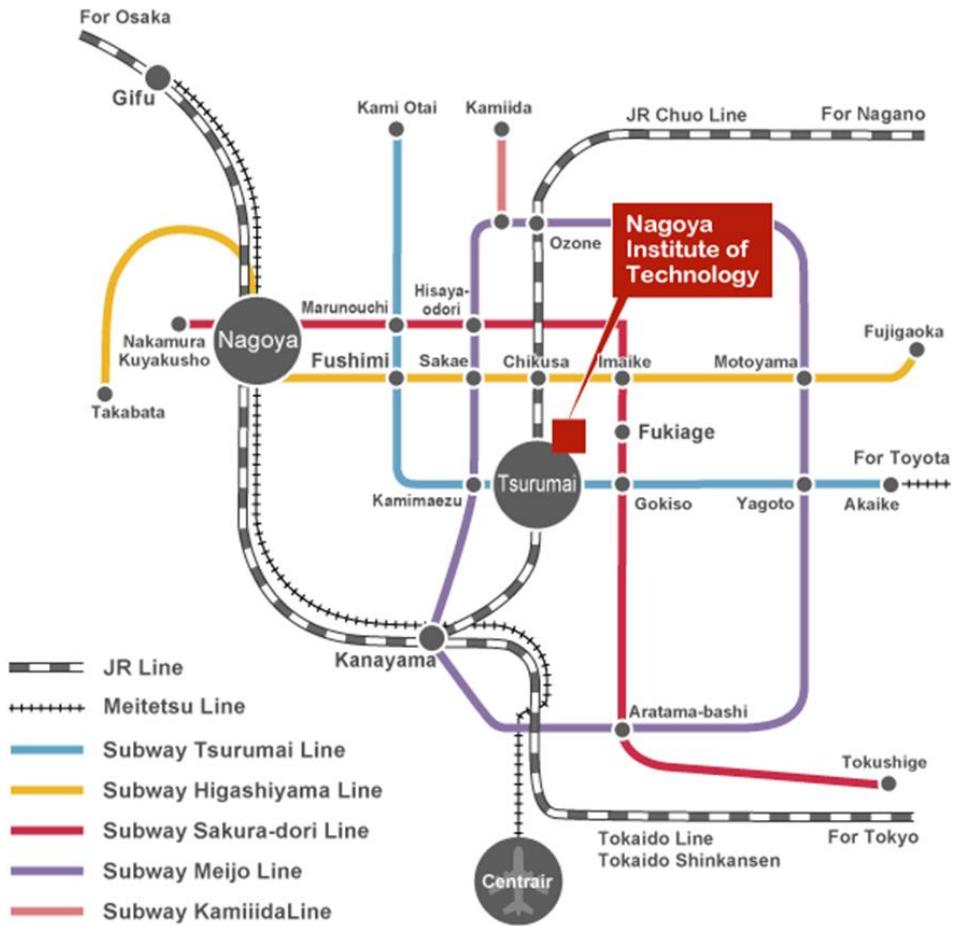 For Osaka
Gifu
Kami Otai
Kamiida
JR Chuo Line
For Nagano
Ozone
Nagoya
Institute of
Technology
Marunouchi
Hisaya-
odori
Nakamura
Kuyakusho
Nagoya
Fushimi
Sakae
Chikusa
Imaike
Motoyama
Fujigaoka
Takabata
Fukiage
For Toyota
Kamimaezu
Tsurumai
Gokiso
Yagoto
Akaike
Kanayama
JR Line
Meitetsu Line
Subway Tsurumai Line
Subway Higashiyama Line
Subway Sakura-dori Line
Subway Meijo Line
Subway KamiiidaLine
Aratama-bashi
Tokushige
Tokaido Line
Tokaido Shinkansen
For Tokyo
Centrair